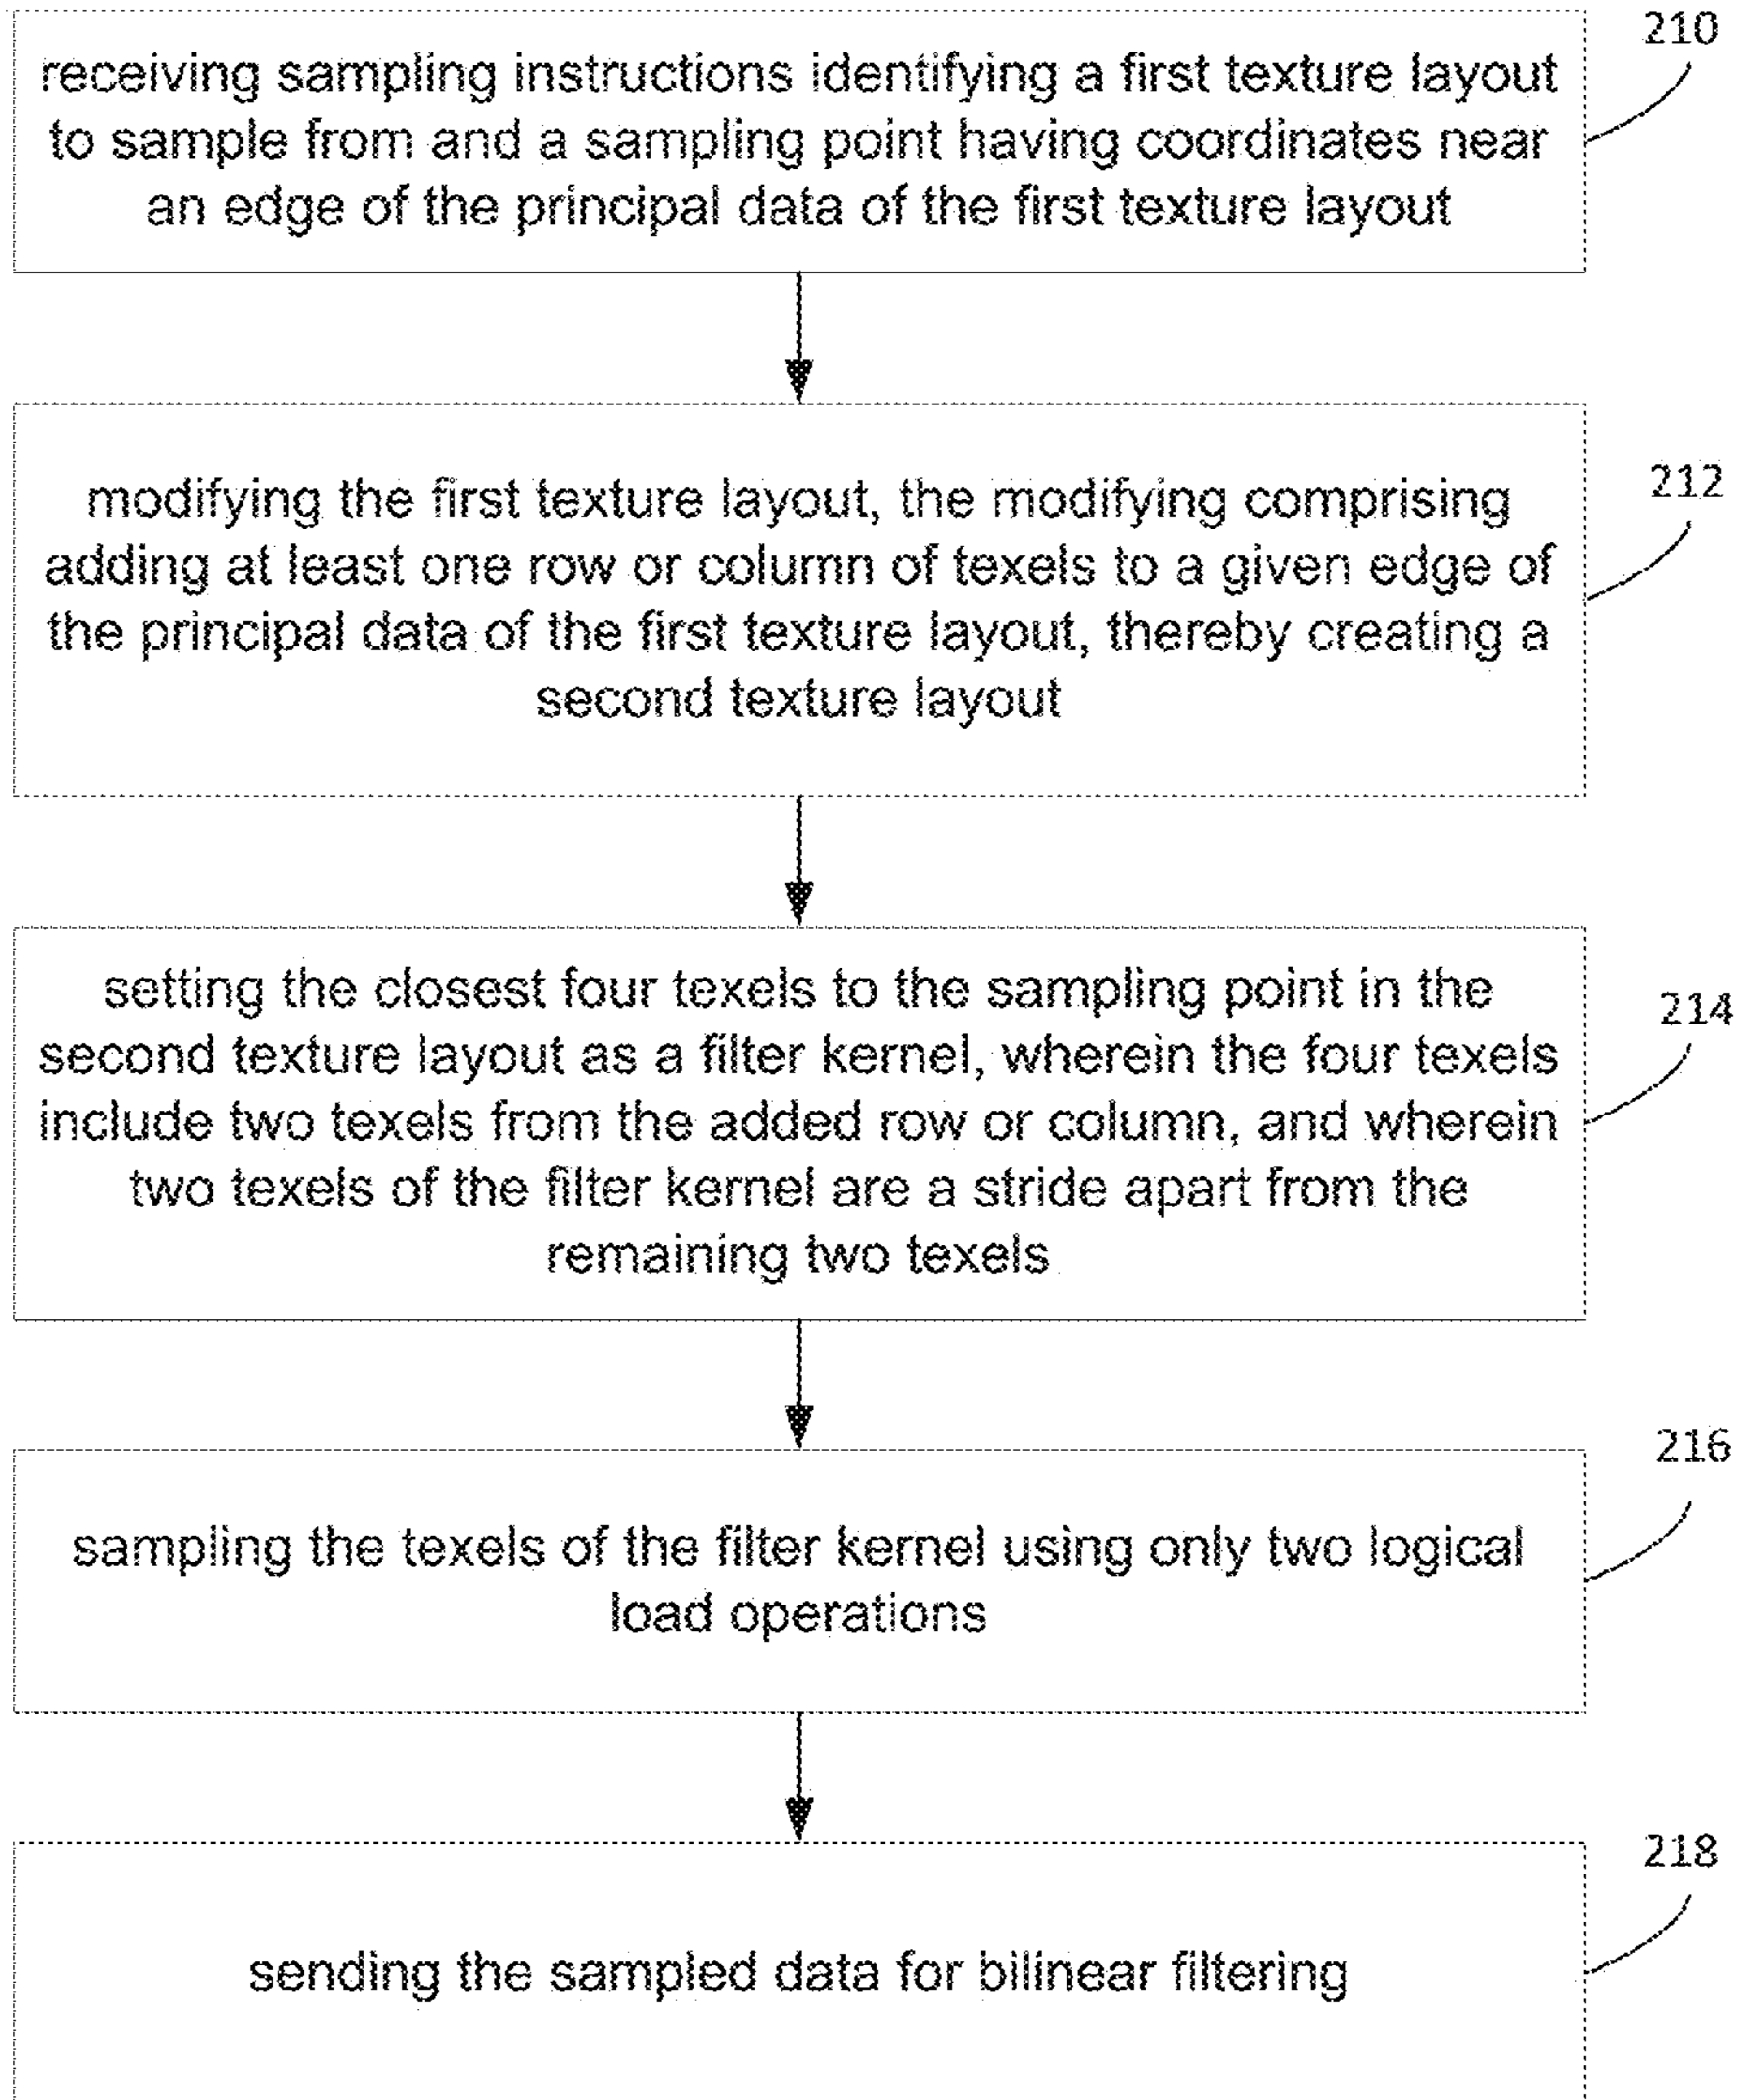 210
receiving sampling instructions identifying a first texture layout
to sample from and a sampling point having coordinates near
an edge of the principal data of the first texture layout
212
modifying the first texture layout, the modifying comprising
adding at least one row or column of texels to a given edge of
the principal data of the first texture layout, thereby creating a
second texture layout
214
setting the closest four texels to the sampling point in the
second texture layout as a filter kernel, wherein the four texels
include two texels from the added row or column, and wherein
two texels of the filter kernel are a stride apart from the
remaining two texels
216
sampling the texels of the filter kernel using only two logical
load operations
218
sending the sampled data for bilinear filtering